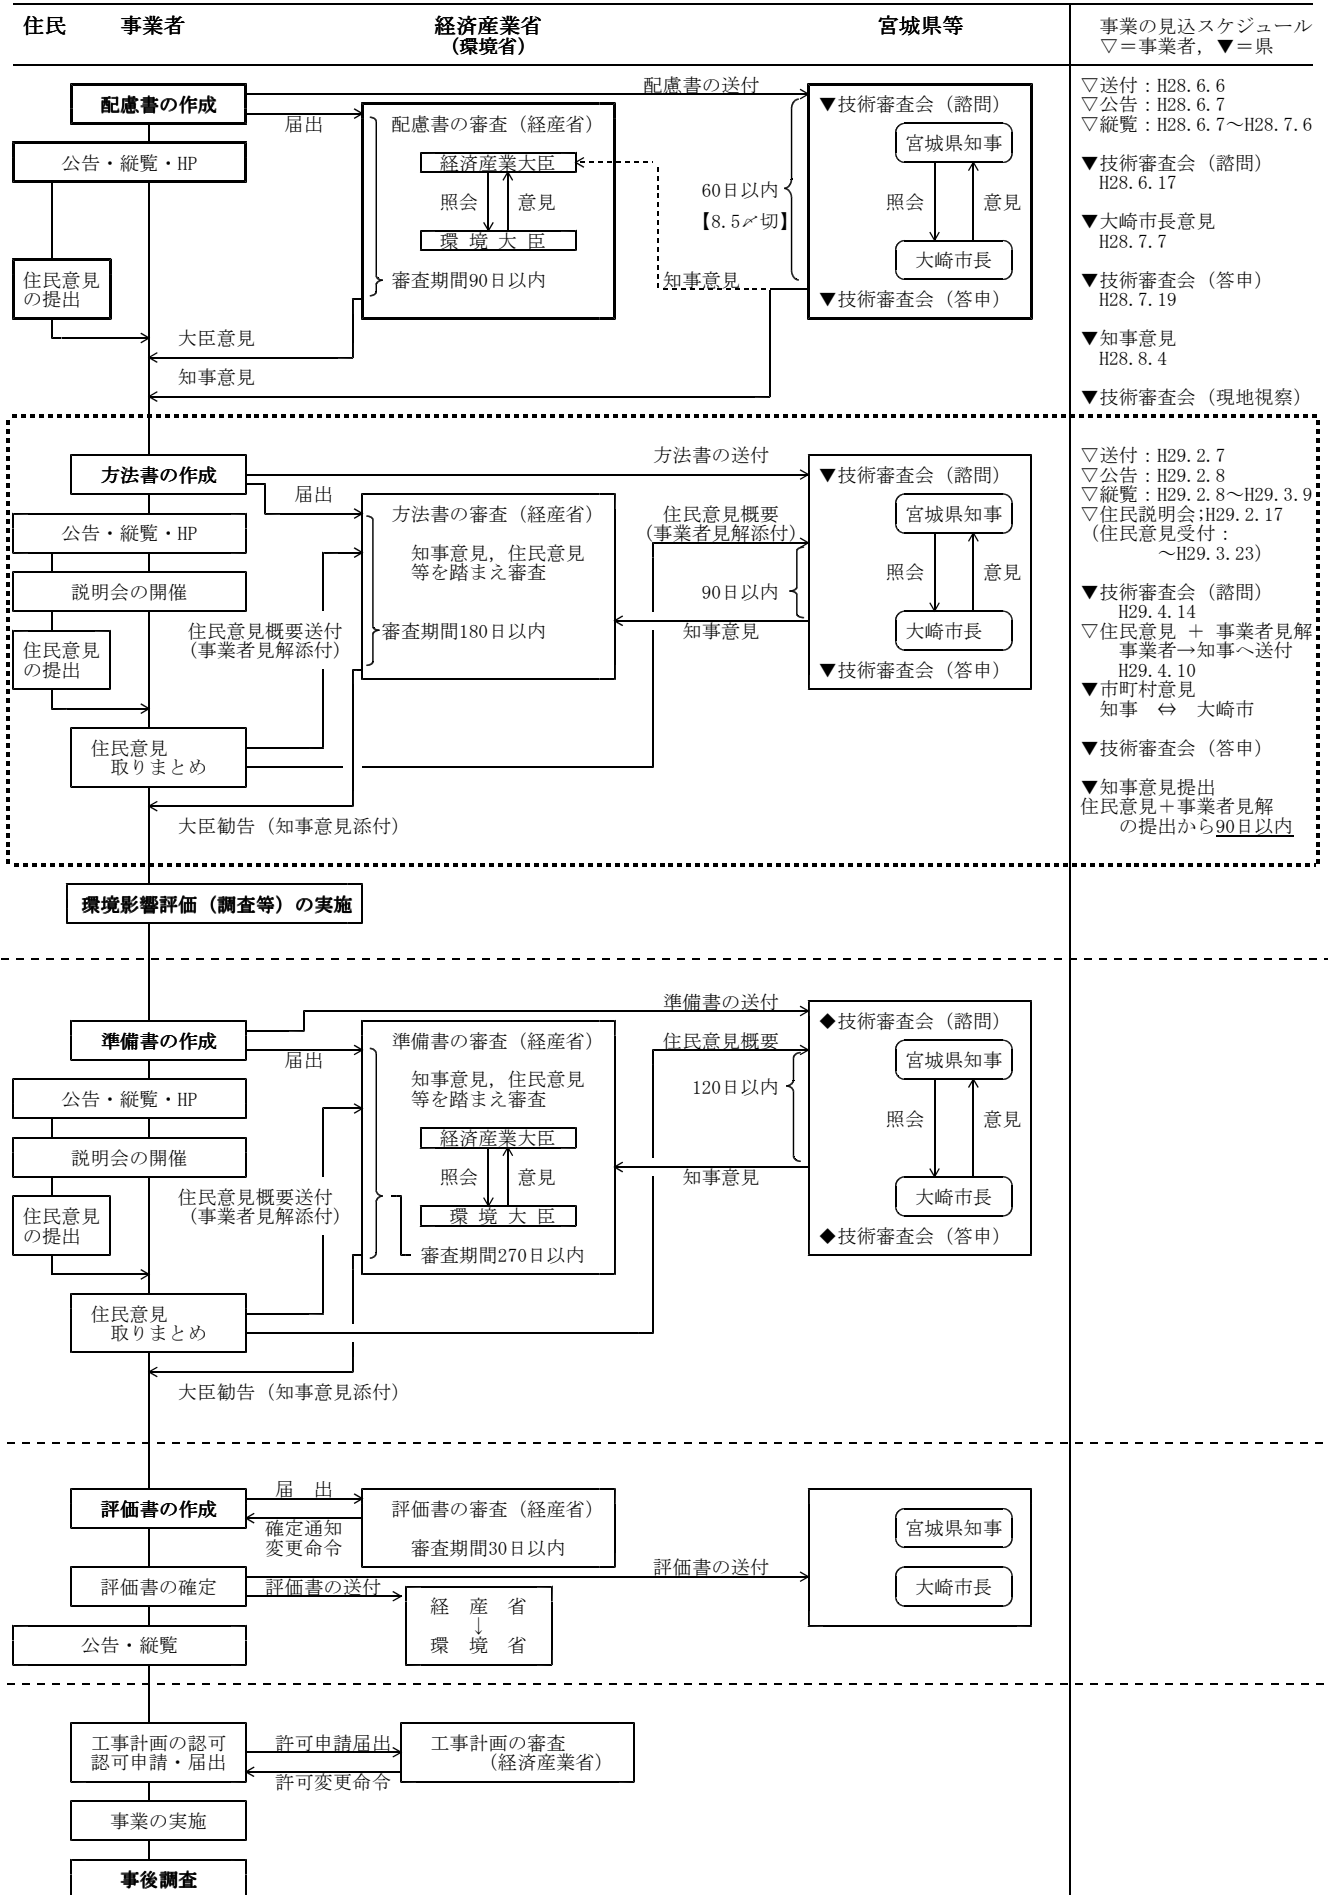 住民
事業者
経済産業省
（環境省）
宮城県等
事業の見込スケジュール
▽＝事業者，▼＝県
配慮書の作成
配慮書の送付
届出
公告・縦覧・HP
住民意見
の提出
配慮書の審査（経産省）
経済産業大臣
照会
意見
環 境 大 臣
審査期間90日以内
60日以内
【8.5〆切】
▼技術審査会（諮問）
宮城県知事
照会
意見
大崎市長
▼技術審査会（答申）
知事意見
大臣意見
知事意見
▽送付：H28.6.6
▽公告：H28.6.7
▽縦覧：H28.6.7～H28.7.6
▼技術審査会（諮問）
H28.6.17
▼大崎市長意見
H28.7.7
▼技術審査会（答申）
H28.7.19
▼知事意見
H28.8.4
▼技術審査会（現地視察）
方法書の作成
方法書の送付
届出
公告・縦覧・HP
説明会の開催
住民意見
の提出
住民意見概要送付
（事業者見解添付）
住民意見
取りまとめ
方法書の審査（経産省）
知事意見，住民意見
等を踏まえ審査
審査期間180日以内
住民意見概要
（事業者見解添付）
90日以内
知事意見
▼技術審査会（諮問）
宮城県知事
照会
意見
大崎市長
▼技術審査会（答申）
大臣勧告（知事意見添付）
▽送付：H29.2.7
▽公告：H29.2.8
▽縦覧：H29.2.8～H29.3.9
▽住民説明会;H29.2.17
（住民意見受付：
～H29.3.23）
▼技術審査会（諮問）
H29.4.14
▽住民意見 ＋ 事業者見解
事業者→知事へ送付
H29.4.10
▼市町村意見
知事 ⇔ 大崎市
▼技術審査会（答申）
▼知事意見提出
住民意見＋事業者見解
の提出から90日以内
環境影響評価（調査等）の実施
準備書の作成
準備書の送付
届出
公告・縦覧・HP
説明会の開催
住民意見
の提出
住民意見概要送付
（事業者見解添付）
住民意見
取りまとめ
準備書の審査（経産省）
知事意見，住民意見
等を踏まえ審査
経済産業大臣
照会
意見
環 境 大 臣
審査期間270日以内
住民意見概要
120日以内
知事意見
◆技術審査会（諮問）
宮城県知事
照会
意見
大崎市長
◆技術審査会（答申）
大臣勧告（知事意見添付）
評価書の作成
届 出
確定通知
変更命令
評価書の審査（経産省）
審査期間30日以内
評価書の確定
評価書の送付
評価書の送付
経 産 省
↓
環 境 省
宮城県知事
大崎市長
公告・縦覧
工事計画の認可
認可申請・届出
許可申請届出
許可変更命令
工事計画の審査
（経済産業省）
事業の実施
事後調査